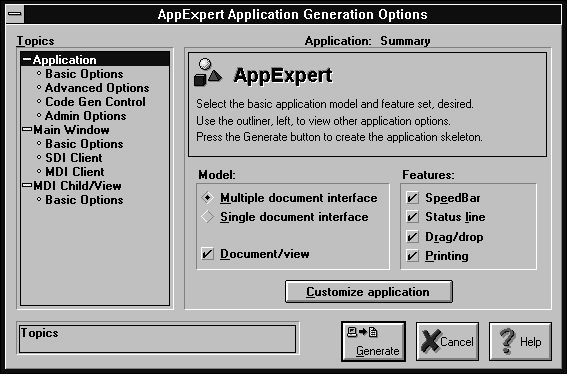 AppExpert Application Generation Options
Topics
Application
Basic Options
Advanced Options
Code Gen Control
Admin Options
Main Window
Basic Options
SDI Client
MDI Client
MDI Child/View
Basic Options
Application: Summary
AppExpert
Select the basic application model and feature set, desired.
Use the outliner, left, to view other application options.
Press the Generate button to create the application skeleton.
Model:
Multiple document interface
Single document interface
Document/view
Features:
SpeedBar
Status line
Drag/drop
Printing
Customize application
Topics
Generate
Cancel
Help